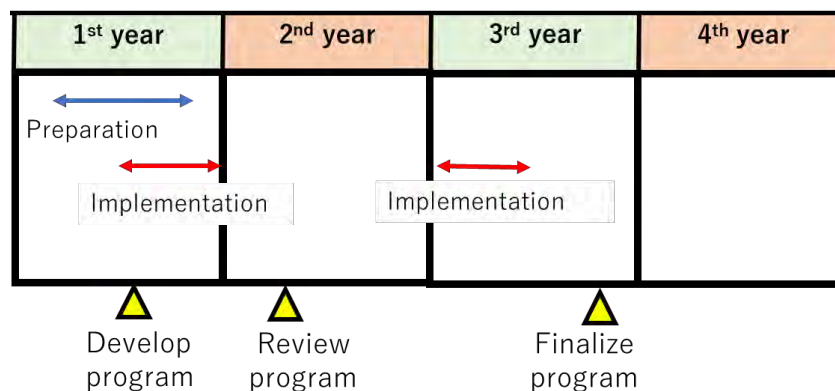 1st year 2nd year 3rd year 4th year
Preparation
Implementation Implementation
Develop program
Review program
Finalize program